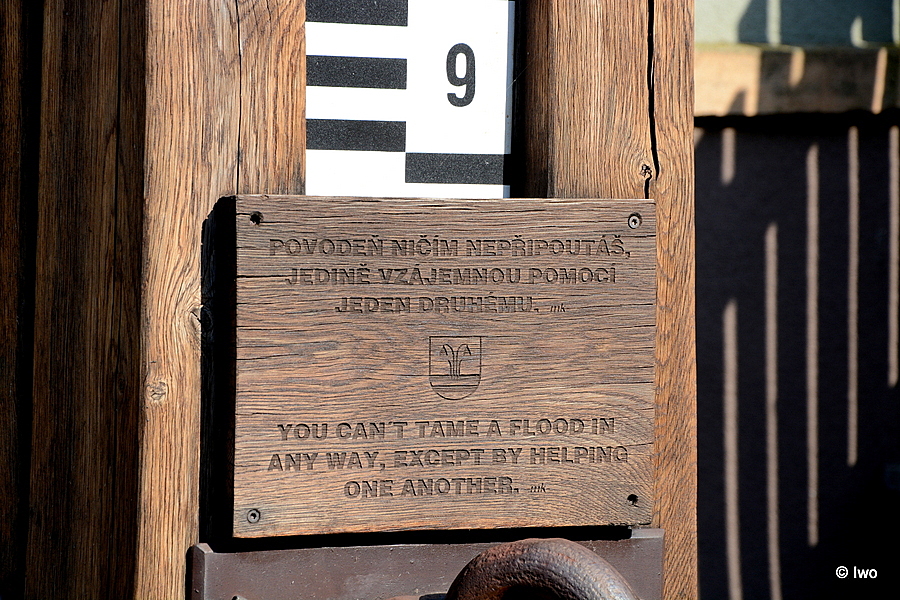 9
POVODEŇ NIČÍM NEPŘIPOUTÁŠ,
JEDINĚ VZÁJEMNOU POMOCÍ
JEDEN DRUHÉMU. mk
YOU CAN´T TAME A FLOOD IN
ANY WAY, EXCEPT BY HELPING
ONE ANOTHER. mk
© Iwo